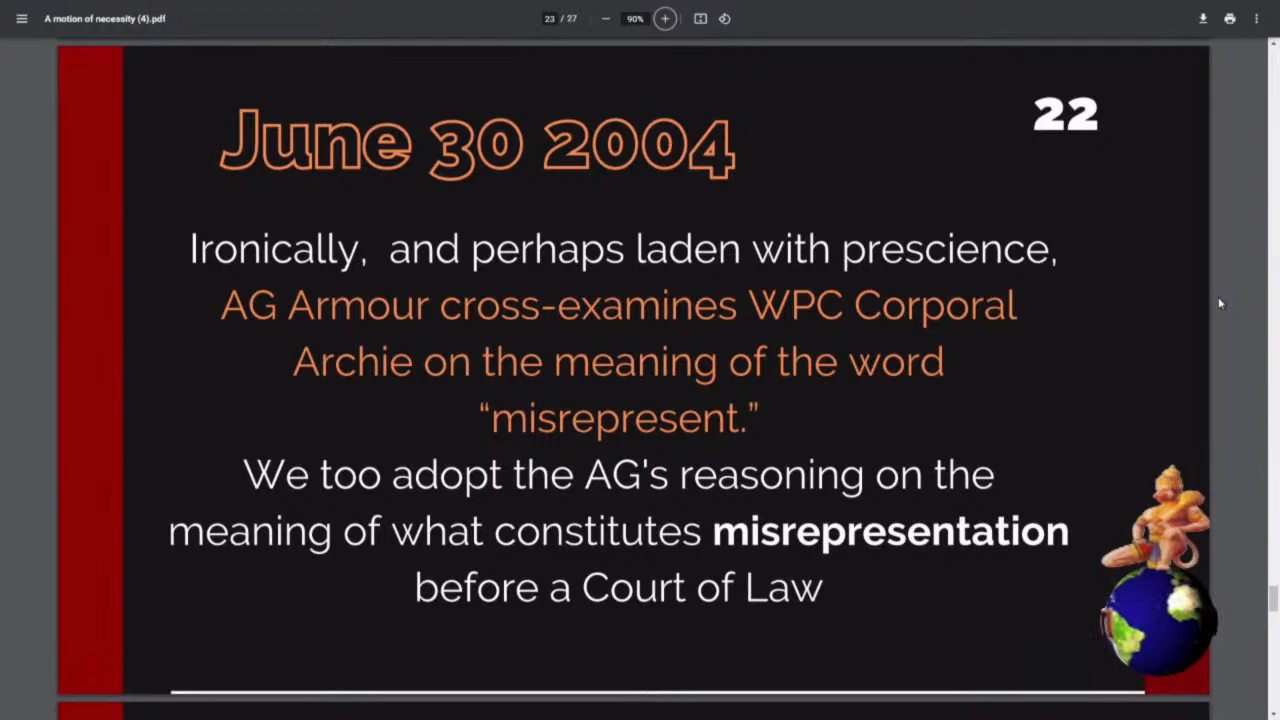 A motion of necessity (4).pdf
23 / 27
90%
June 30 2004
22
Ironically, and perhaps laden with prescience,
AG Armour cross-examines WPC Corporal
Archie on the meaning of the word
“misrepresent.”
We too adopt the AG's reasoning on the
meaning of what constitutes misrepresentation
before a Court of Law